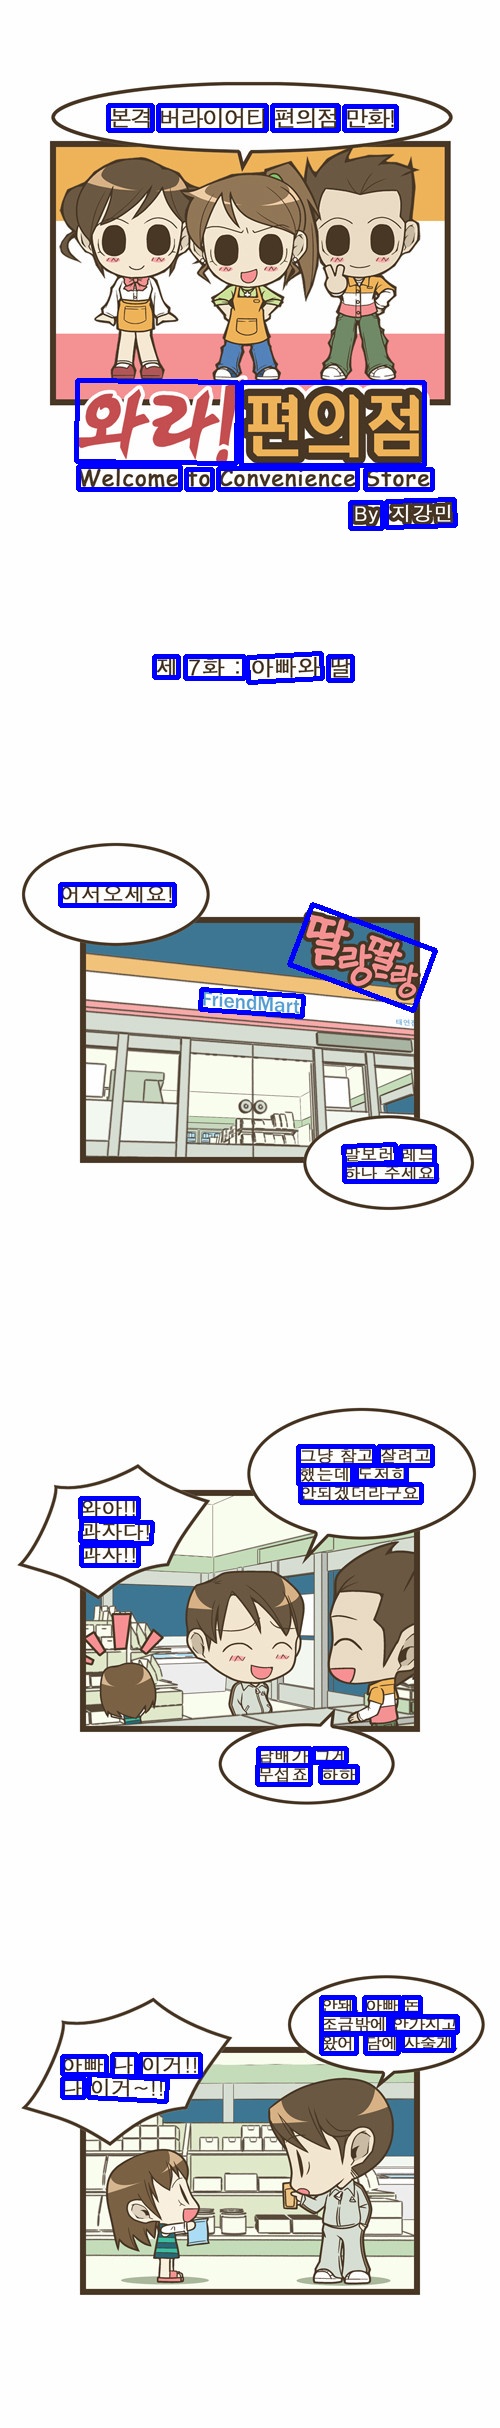 본격 버라이어티 편의점 만화!
와라! 편의점
Welcome to Convenience Store
By 지강민
제 7화 : 아빠와 딸
어서오세요!
딸랑딸랑
FriendMart
말보러 레드
하나 주세요
그냥 참고 잘려고
했는데 도저히
안되겠더라구요
와아!!
과자다!
과자!!
담배가 그게
무섭죠 하하
안돼 아빠 돈
조금밖에 안가지고
왔어 담에 사줄게
아빠 나 이거!!
나 이거~!!